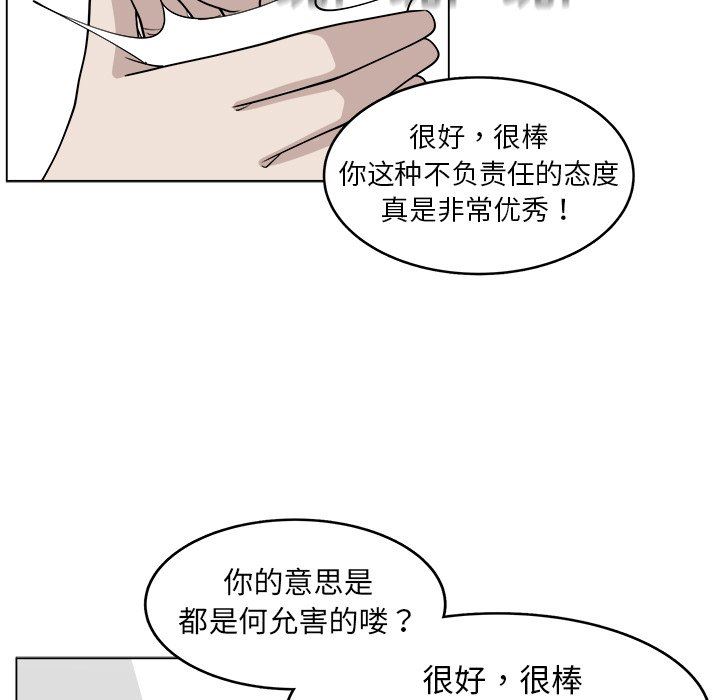 很好，很棒
你这种不负责任的态度
真是非常优秀！
你的意思是
都是何允害的喽？
很好，很棒